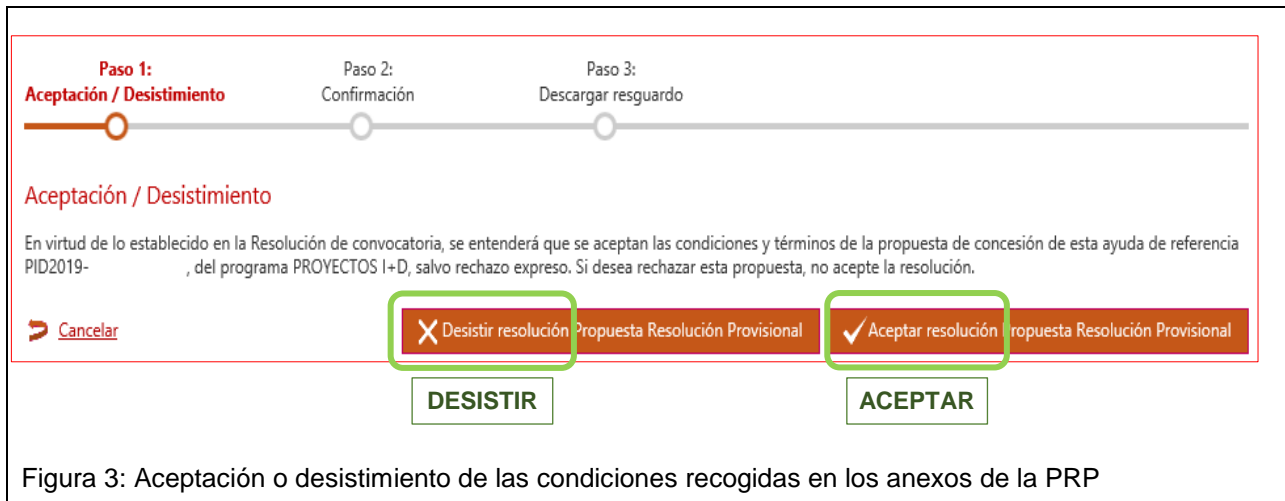 Paso 1:
Aceptación / Desistimiento
Paso 2:
Confirmación
Paso 3:
Descargar resguardo
Aceptación / Desistimiento
En virtud de lo establecido en la Resolución de convocatoria, se entenderá que se aceptan las condiciones y términos de la propuesta de concesión de esta ayuda de referencia
PID2019- , del programa PROYECTOS I+D, salvo rechazo expreso. Si desea rechazar esta propuesta, no acepte la resolución.
Cancelar
Desistir resolución Propuesta Resolución Provisional
Aceptar resolución Propuesta Resolución Provisional
DESISTIR
ACEPTAR
Figura 3: Aceptación o desistimiento de las condiciones recogidas en los anexos de la PRP